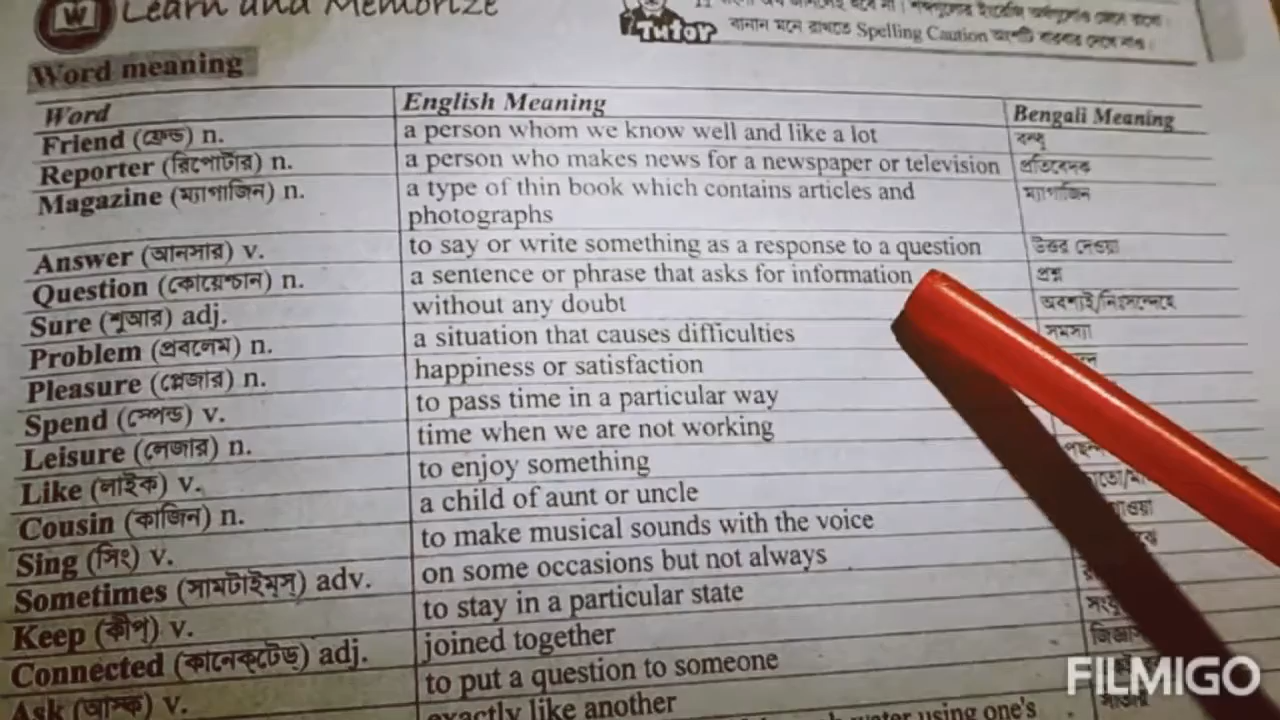 W Learn and Memorize
Tutor
বানান মনে রাখতে Spelling Caution অংশটি বারবার দেখে নাও।
Word meaning
Word English Meaning Bengali Meaning
Friend (ফ্রেন্ড) n. a person whom we know well and like a lot বন্ধু
Reporter (রিপোর্টার) n. a person who makes news for a newspaper or television প্রতিবেদক
Magazine (ম্যাগাজিন) n. a type of thin book which contains articles and ম্যাগাজিন
photographs
Answer (আনসার) v. to say or write something as a response to a question উত্তর দেওয়া
Question (কোয়েশ্চান) n. a sentence or phrase that asks for information প্রশ্ন
Sure (শুআর) adj. without any doubt অবশ্যই/নিঃসন্দেহে
Problem (প্রবলেম) n. a situation that causes difficulties সমস্যা
Pleasure (প্লেজার) n. happiness or satisfaction
Spend (স্পেন্ড) v. to pass time in a particular way
Leisure (লেজার) n. time when we are not working
Like (লাইক) v. to enjoy something
Cousin (কাজিন) n. a child of aunt or uncle
Sing (সিং) v. to make musical sounds with the voice
Sometimes (সামটাইম্‌স্‌) adv. on some occasions but not always
Keep (কীপ্‌) v. to stay in a particular state
Connected (কানেক্‌টেড্‌) adj. joined together
Ask (আস্ক) v. to put a question to someone
exactly like another
water using one's
FILMIGO